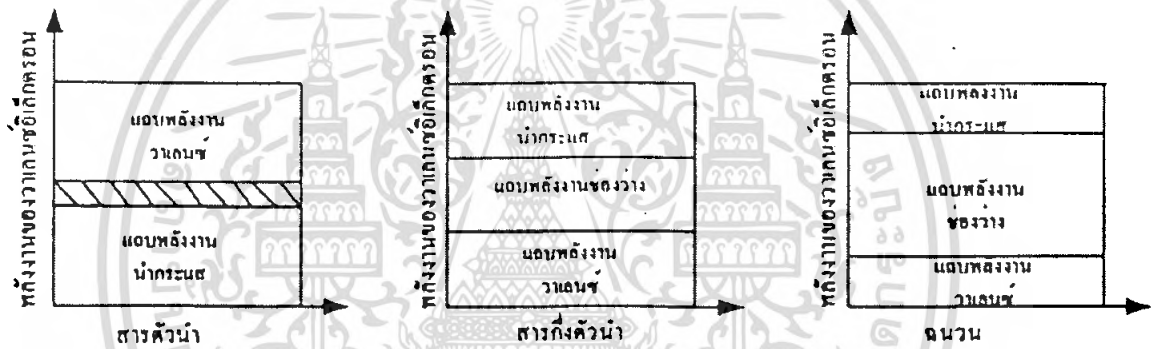 พลังงานของวาเลนซ์อิเล็กตรอน
แถบพลังงาน
วาเลนซ์
แถบพลังงาน
นำกระแส
สารตัวนำ
พลังงานของวาเลนซ์อิเล็กตรอน
แถบพลังงาน
นำกระแส
แถบพลังงานช่องว่าง
แถบพลังงาน
วาเลนซ์
สารกึ่งตัวนำ
พลังงานของวาเลนซ์อิเล็กตรอน
แถบพลังงาน
นำกระแส
แถบพลังงาน
ช่องว่าง
แถบพลังงาน
วาเลนซ์
ฉนวน